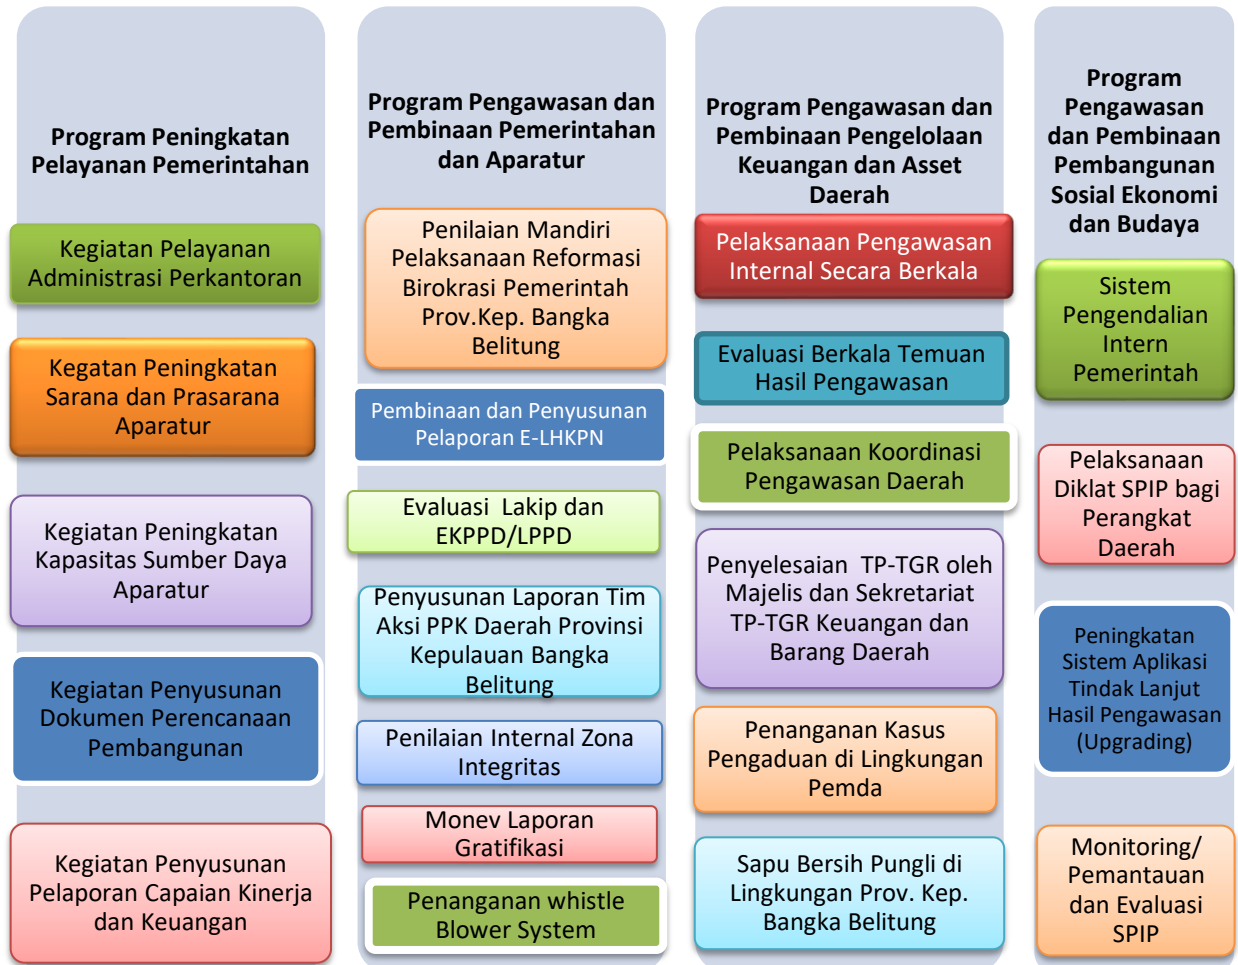 Program Peningkatan
Pelayanan Pemerintahan
Kegiatan Pelayanan
Administrasi Perkantoran
Kegatan Peningkatan
Sarana dan Prasarana
Aparatur
Kegiatan Peningkatan
Kapasitas Sumber Daya
Aparatur
Kegiatan Penyusunan
Dokumen Perencanaan
Pembangunan
Kegiatan Penyusunan
Pelaporan Capaian Kinerja
dan Keuangan
Program Pengawasan dan
Pembinaan Pemerintahan
dan Aparatur
Penilaian Mandiri
Pelaksanaan Reformasi
Birokrasi Pemerintah
Prov.Kep. Bangka
Belitung
Pembinaan dan Penyusunan
Pelaporan E-LHKPN
Evaluasi Lakip dan
EKPPD/LPPD
Penyusunan Laporan Tim
Aksi PPK Daerah Provinsi
Kepulauan Bangka
Belitung
Penilaian Internal Zona
Integritas
Monev Laporan
Gratifikasi
Penanganan whistle
Blower System
Program Pengawasan dan
Pembinaan Pengelolaan
Keuangan dan Asset
Daerah
Pelaksanaan Pengawasan
Internal Secara Berkala
Evaluasi Berkala Temuan
Hasil Pengawasan
Pelaksanaan Koordinasi
Pengawasan Daerah
Penyelesaian TP-TGR oleh
Majelis dan Sekretariat
TP-TGR Keuangan dan
Barang Daerah
Penanganan Kasus
Pengaduan di Lingkungan
Pemda
Sapu Bersih Pungli di
Lingkungan Prov. Kep.
Bangka Belitung
Program
Pengawasan
dan Pembinaan
Pembangunan
Sosial Ekonomi
dan Budaya
Sistem
Pengendalian
Intern
Pemerintah
Pelaksanaan
Diklat SPIP bagi
Perangkat
Daerah
Peningkatan
Sistem Aplikasi
Tindak Lanjut
Hasil Pengawasan
(Upgrading)
Monitoring/
Pemantauan
dan Evaluasi
SPIP